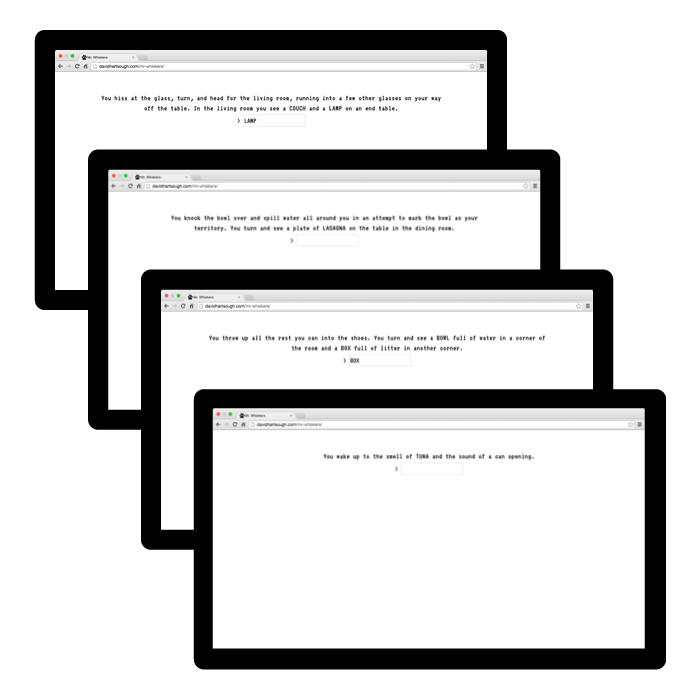 Mr. Whiskers
davidhartsough.com/mr-whiskers/
You hiss at the glass, turn, and head for the living room, running into a few other glasses on your way
off the table. In the living room you see a COUCH and a LAMP on an end table.
> LAMP
Mr. Whiskers
davidhartsough.com/mr-whiskers/
You knock the bowl over and spill water all around you in an attempt to mark the bowl as your
territory. You turn and see a plate of LASAGNA on the table in the dining room.
>
Mr. Whiskers
davidhartsough.com/mr-whiskers/
You throw up all the rest you can into the shoes. You turn and see a BOWL full of water in a corner of
the room and a BOX full of litter in another corner.
> BOX
Mr. Whiskers
davidhartsough.com/mr-whiskers/
You wake up to the smell of TUNA and the sound of a can opening.
>